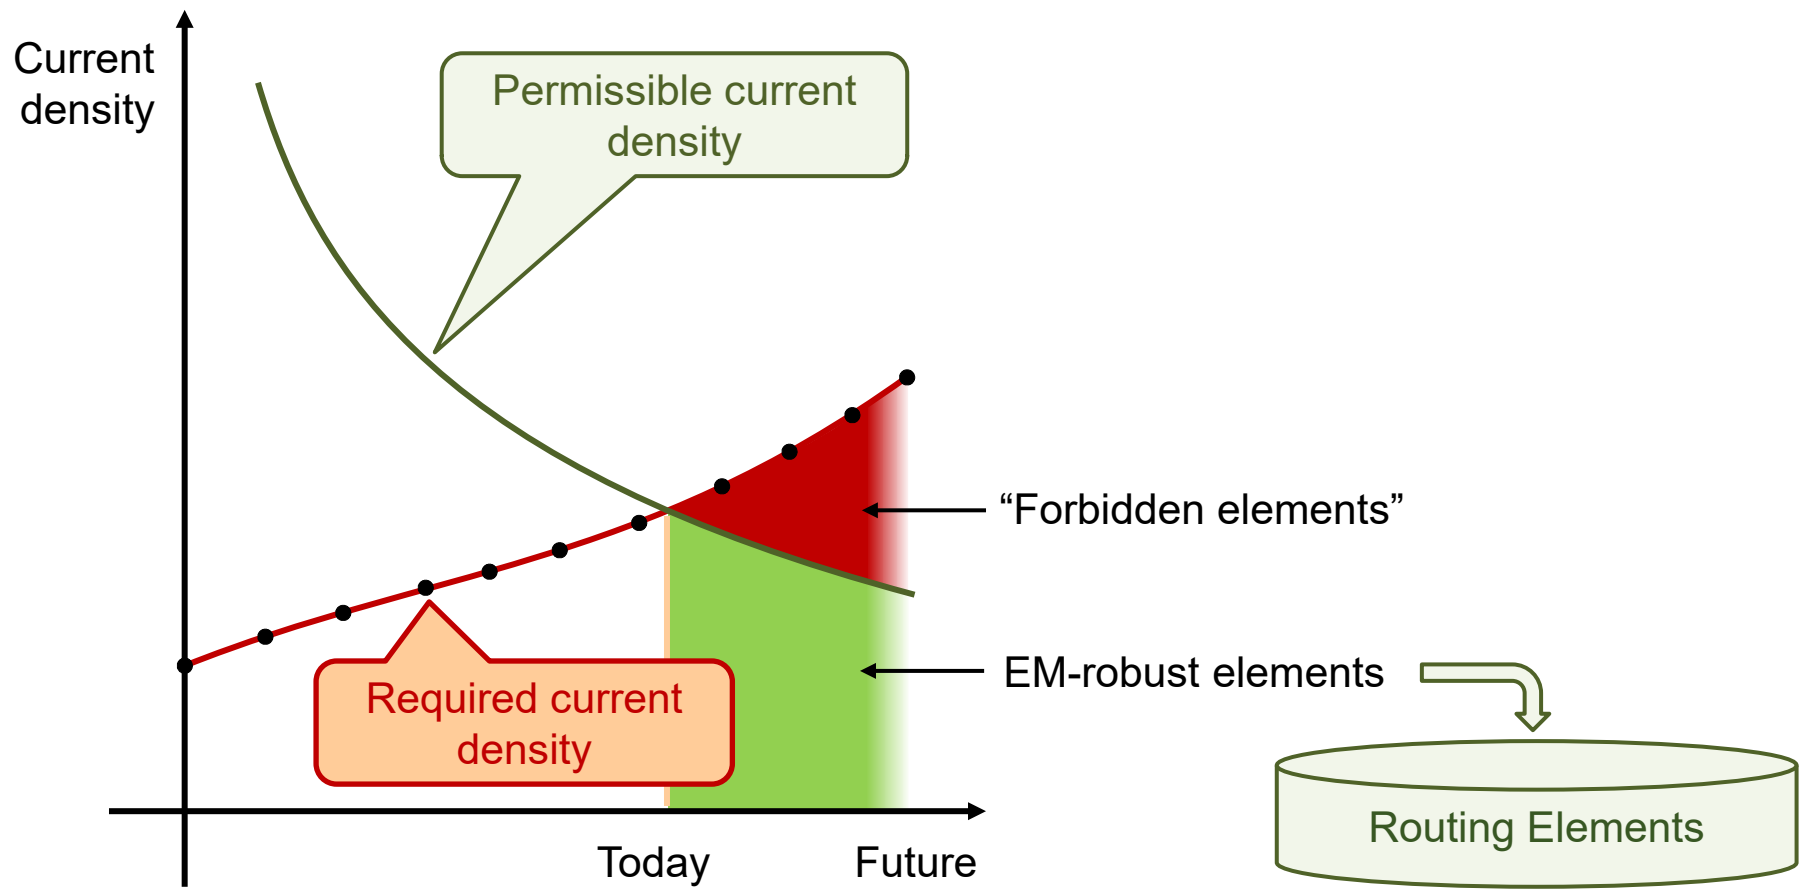 Current
density
Permissible current
density
“Forbidden elements”
EM-robust elements
Required current
density
Routing Elements
Today
Future